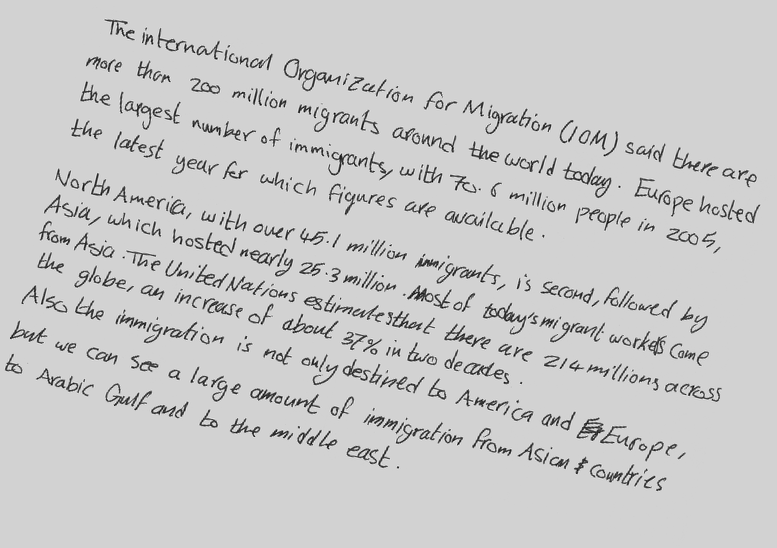 The international Organization for Migration (IOM) said there are
more than 200 million migrants around the world today. Europe hosted
the largest number of immigrants, with 70.6 million people in 2005,
the latest year for which figures are available.
North America, with over 45.1 million immigrants, is second, followed by
Asia, which hosted nearly 25.3 million. Most of today's migrant workers come
from Asia. The United Nations estimates that there are 214 millions across
the globe, an increase of about 37% in two decades.
Also the immigration is not only destined to America and Europe,
but we can see a large amount of immigration from Asian countries
to Arabic Gulf and to the middle east.